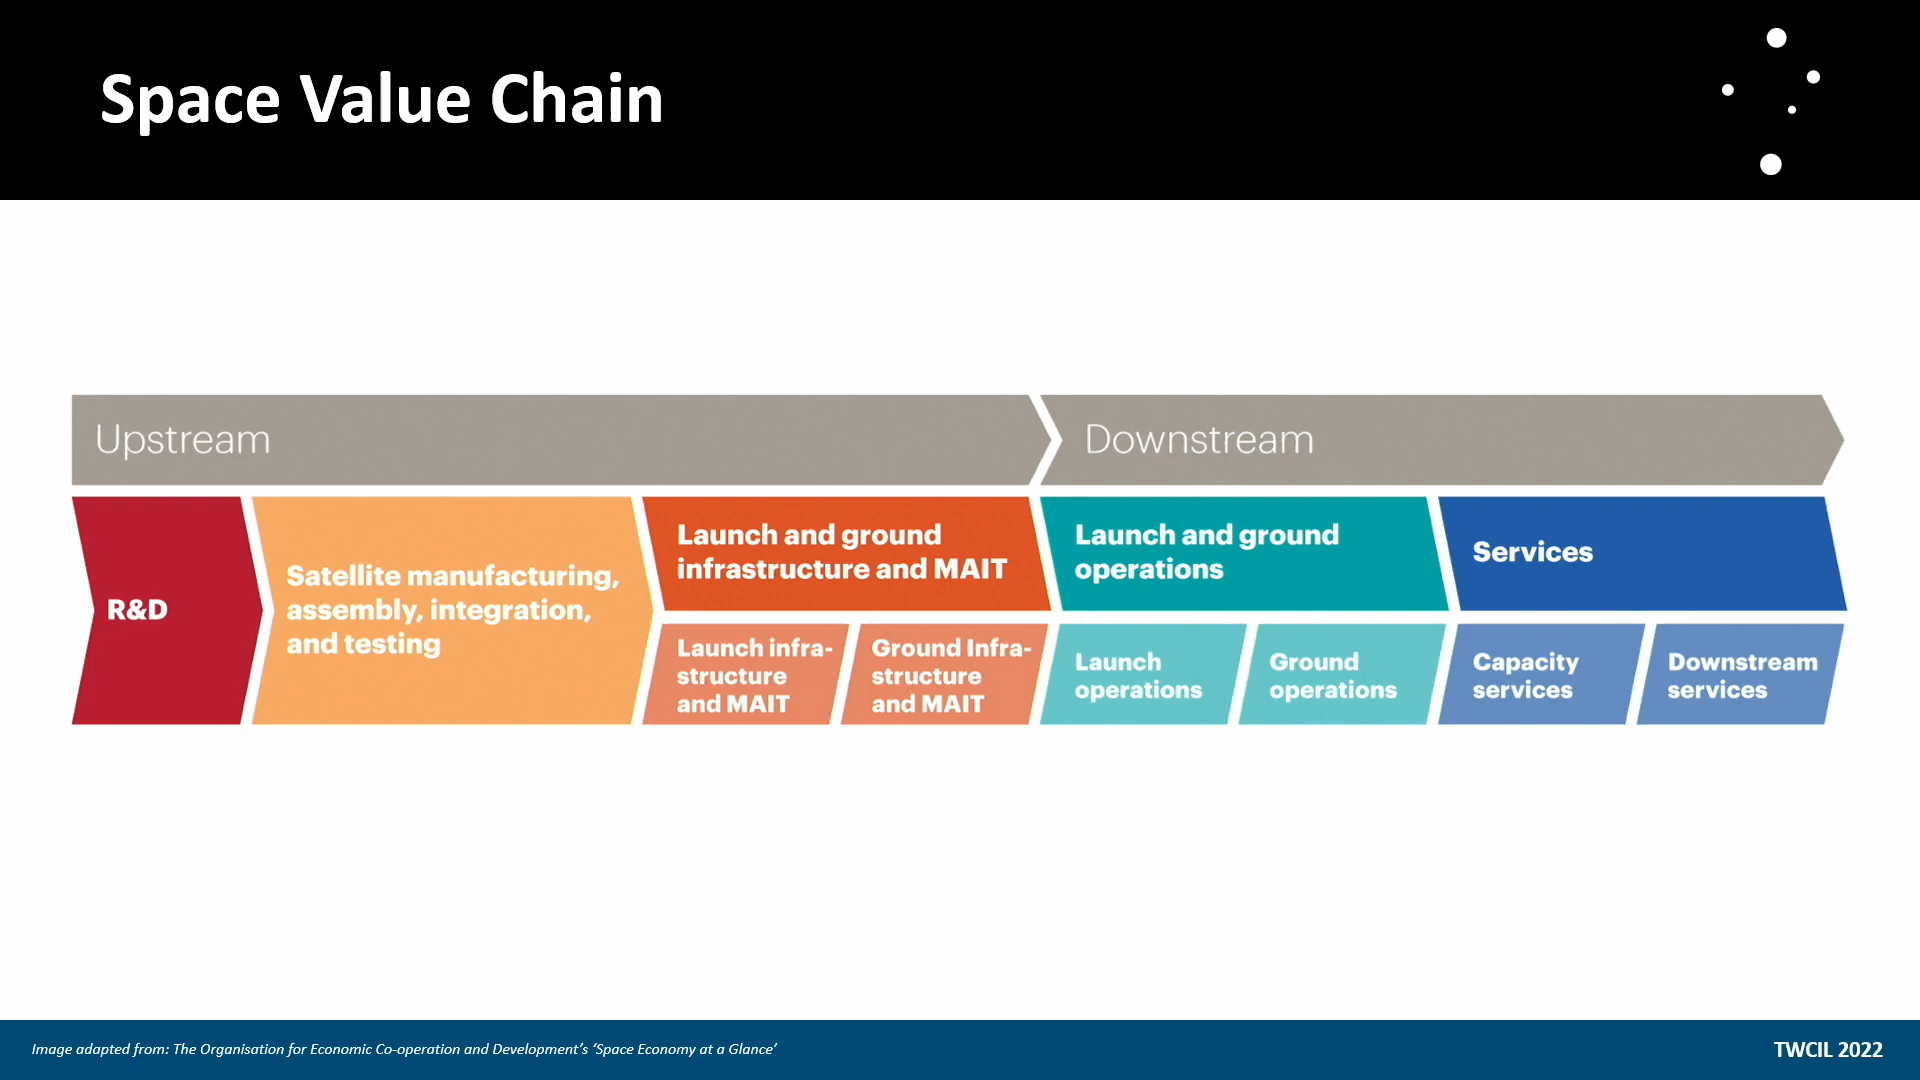 Space Value Chain
Upstream
Downstream
R&D
Satellite manufacturing,
assembly, integration,
and testing
Launch and ground
infrastructure and MAIT
Launch infra-
structure
and MAIT
Ground Infra-
structure
and MAIT
Launch and ground
operations
Launch
operations
Ground
operations
Services
Capacity
services
Downstream
services
Image adapted from: The Organisation for Economic Co-operation and Development’s ‘Space Economy at a Glance’
TWCIL 2022